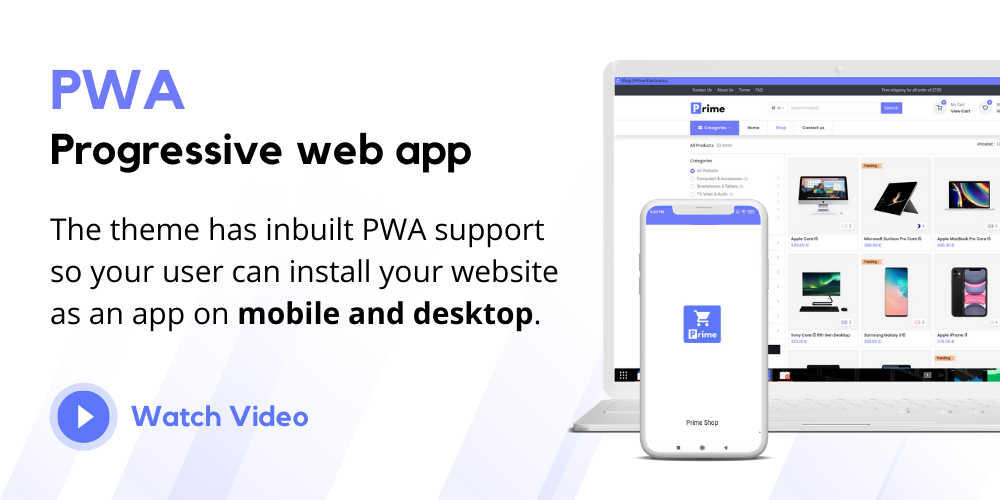 PWA
Progressive web app
The theme has inbuilt PWA support
so your user can install your website
as an app on mobile and desktop.
Watch Video
Shop | Prime Electronics
Contact Us About Us Terms FAQ
Free shipping for all order of $100
Prime
All
Search Product...
Search
My Cart
View Cart
Categories
Home
Shop
Contact us
All Products
Categories
All Products
Computers & Accessories
Smartphones & Tablets
TV, Video & Audio
Trending
Apple Core i5
Microsoft Surface Pro Core i5
Apple MacBook Pro Core i5
Trending
Sony Core i5 8th Gen Desktop
Samsung Galaxy S10
Apple iPhone 11
Trending
Prime
Prime Shop